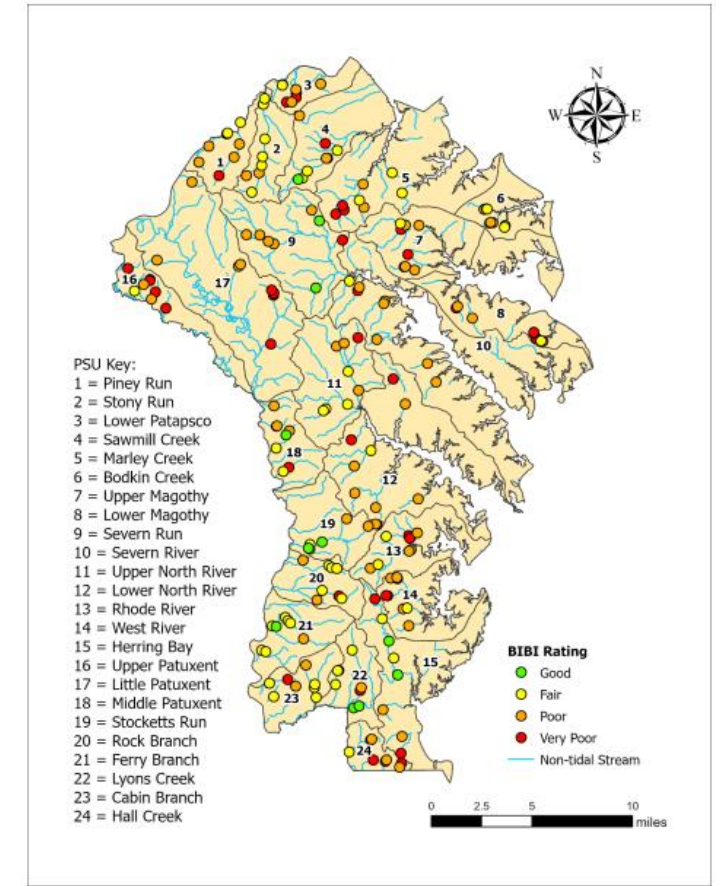 N
W E
S
3
4
2
1
5
6
9
7
16
17
8
10
PSU Key:
1 = Piney Run
2 = Stony Run
3 = Lower Patapsco
4 = Sawmill Creek
5 = Marley Creek
6 = Bodkin Creek
7 = Upper Magothy
8 = Lower Magothy
9 = Severn Run
10 = Severn River
11 = Upper North River
12 = Lower North River
13 = Rhode River
14 = West River
15 = Herring Bay
16 = Upper Patuxent
17 = Little Patuxent
18 = Middle Patuxent
19 = Stocketts Run
20 = Rock Branch
21 = Ferry Branch
22 = Lyons Creek
23 = Cabin Branch
24 = Hall Creek
11
18
12
19
13
20
14
21
15
22
23
24
BIBI Rating
Good
Fair
Poor
Very Poor
Non-tidal Stream
0 2.5 5 10
miles